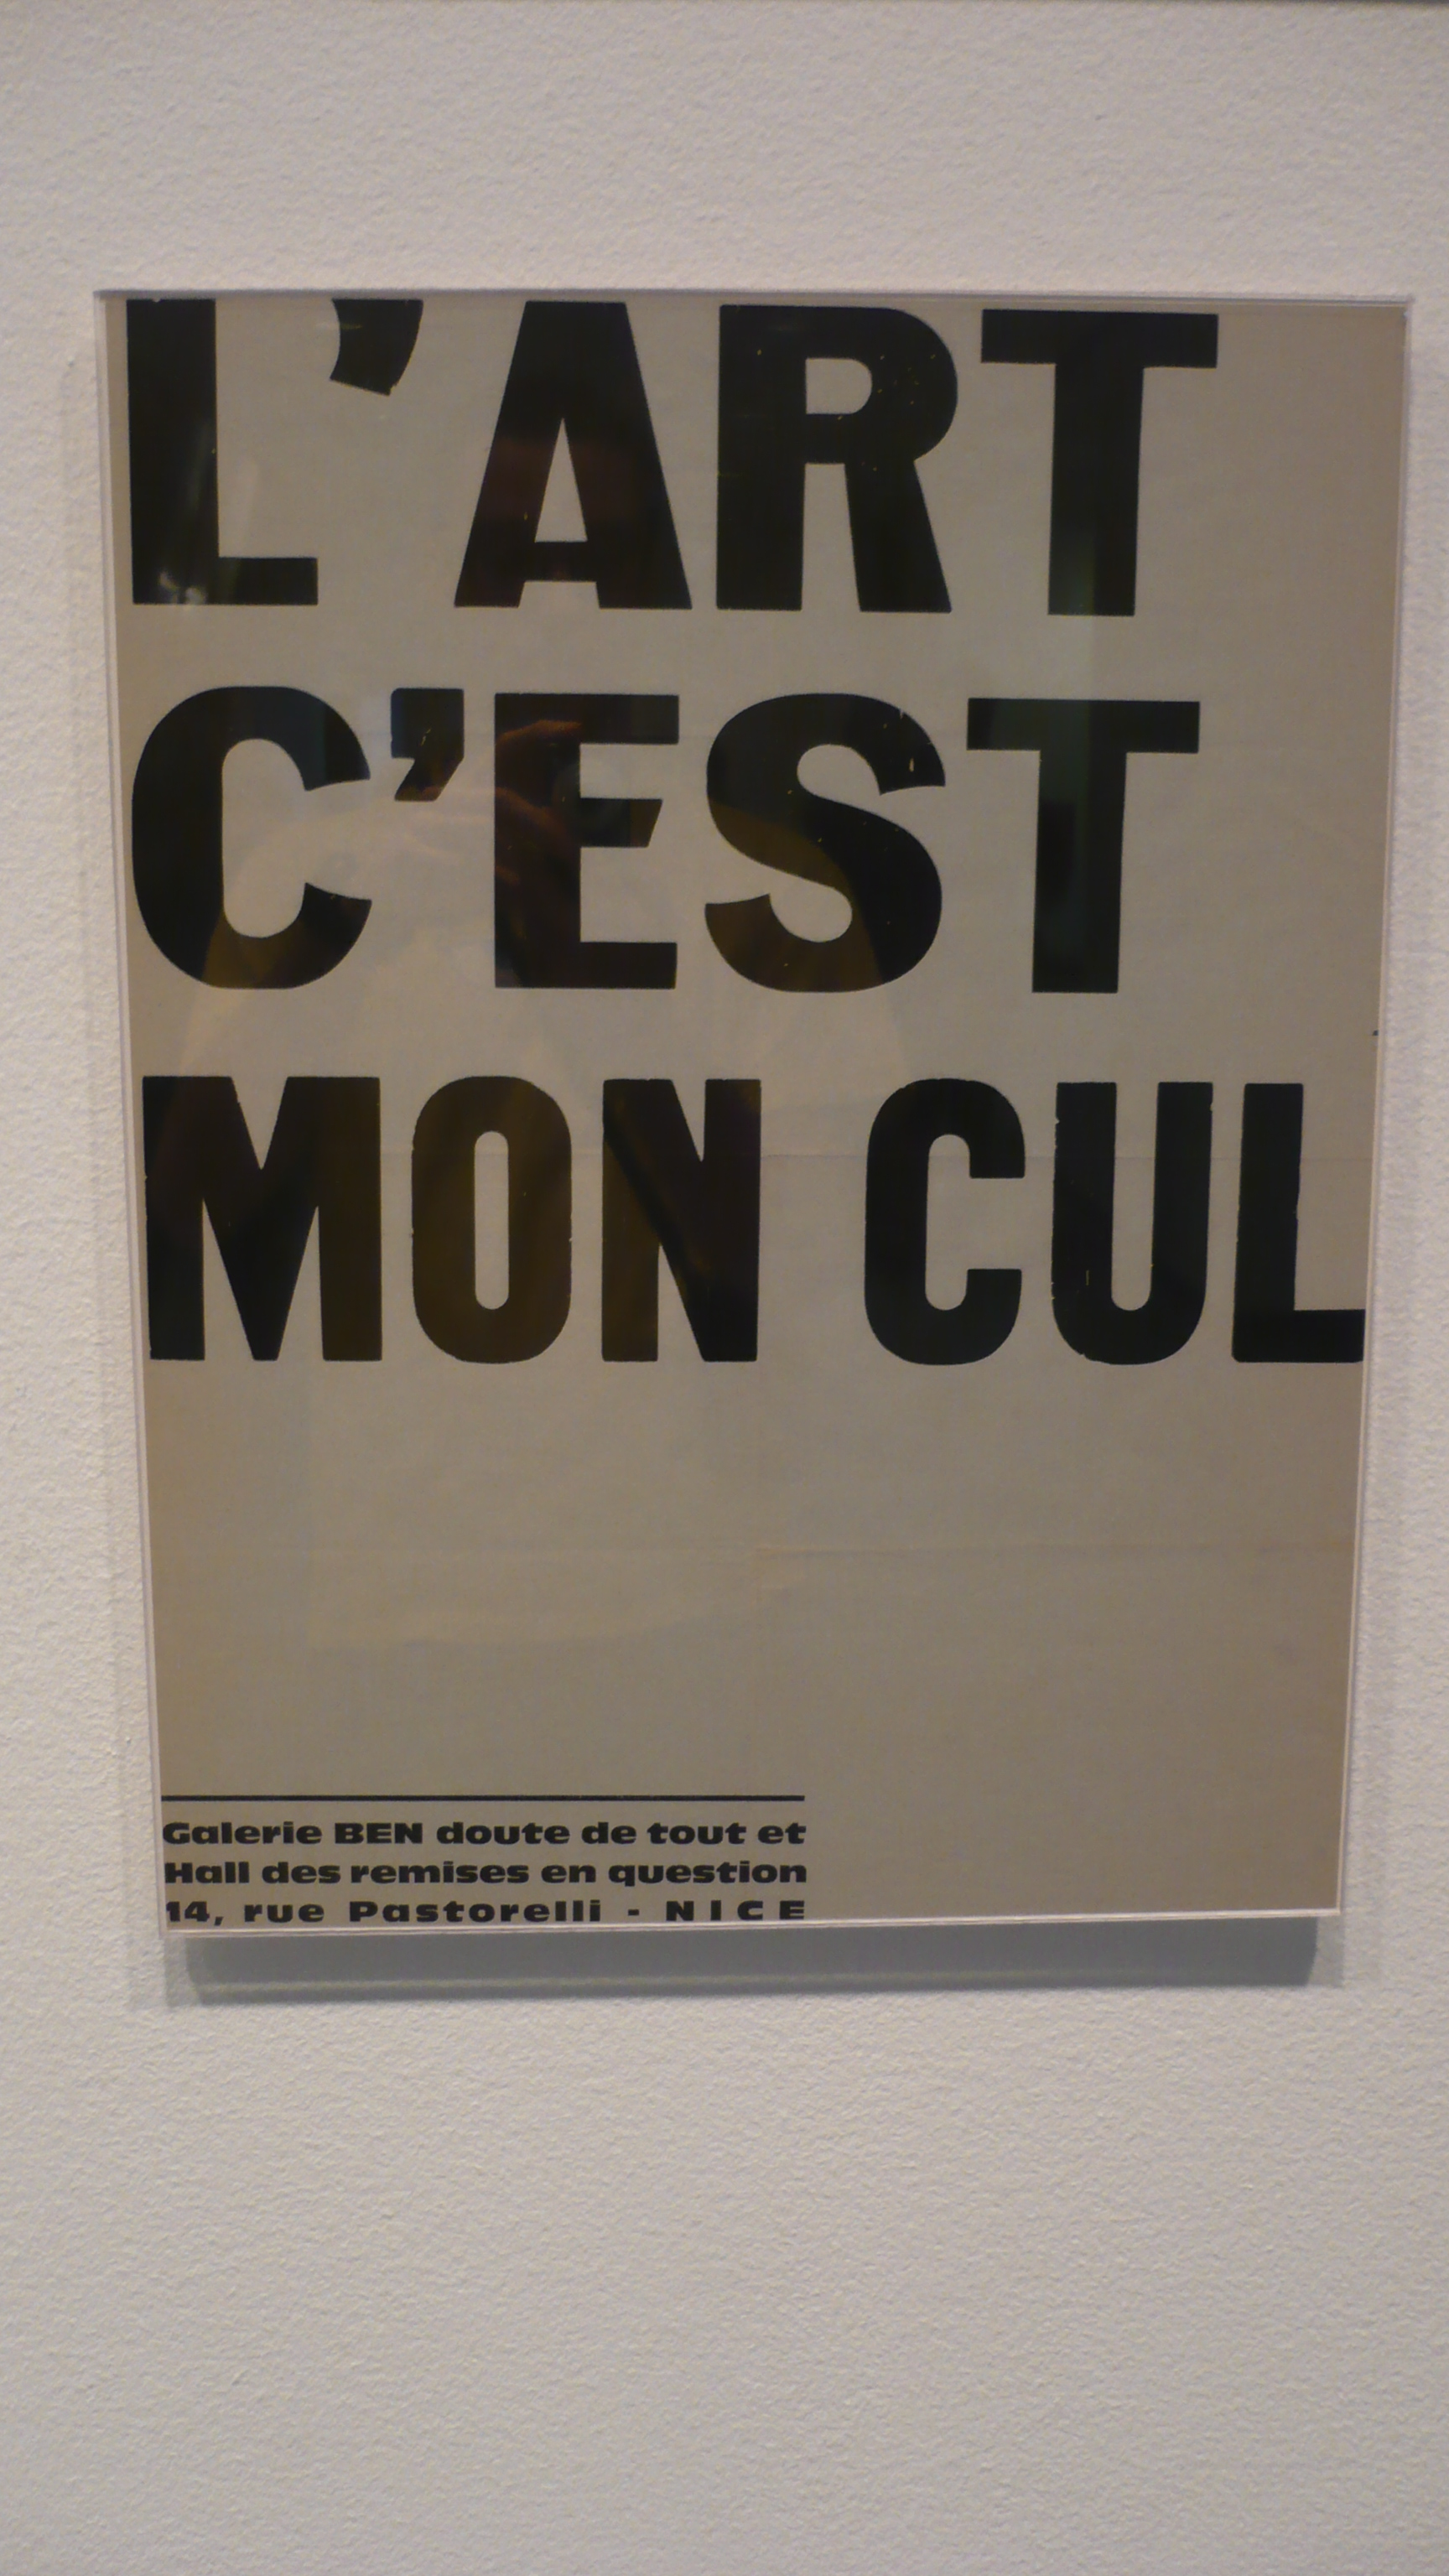 L'ART
C'EST
MON CUL
Galerie BEN doute de tout et
Hall des remises en question
14, rue Pastorelli - NICE